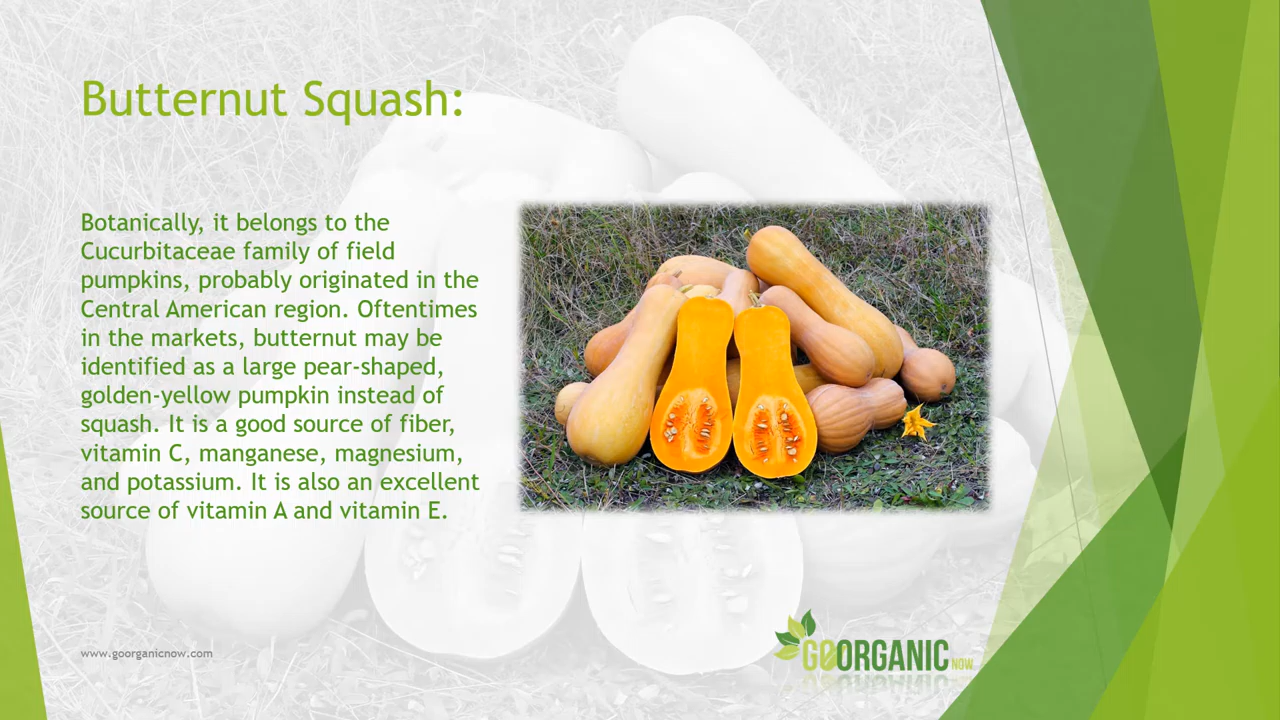 Butternut Squash:
Botanically, it belongs to the
Cucurbitaceae family of field
pumpkins, probably originated in the
Central American region. Oftentimes
in the markets, butternut may be
identified as a large pear-shaped,
golden-yellow pumpkin instead of
squash. It is a good source of fiber,
vitamin C, manganese, magnesium,
and potassium. It is also an excellent
source of vitamin A and vitamin E.
www.goorganicnow.com
GOORGANIC NOW